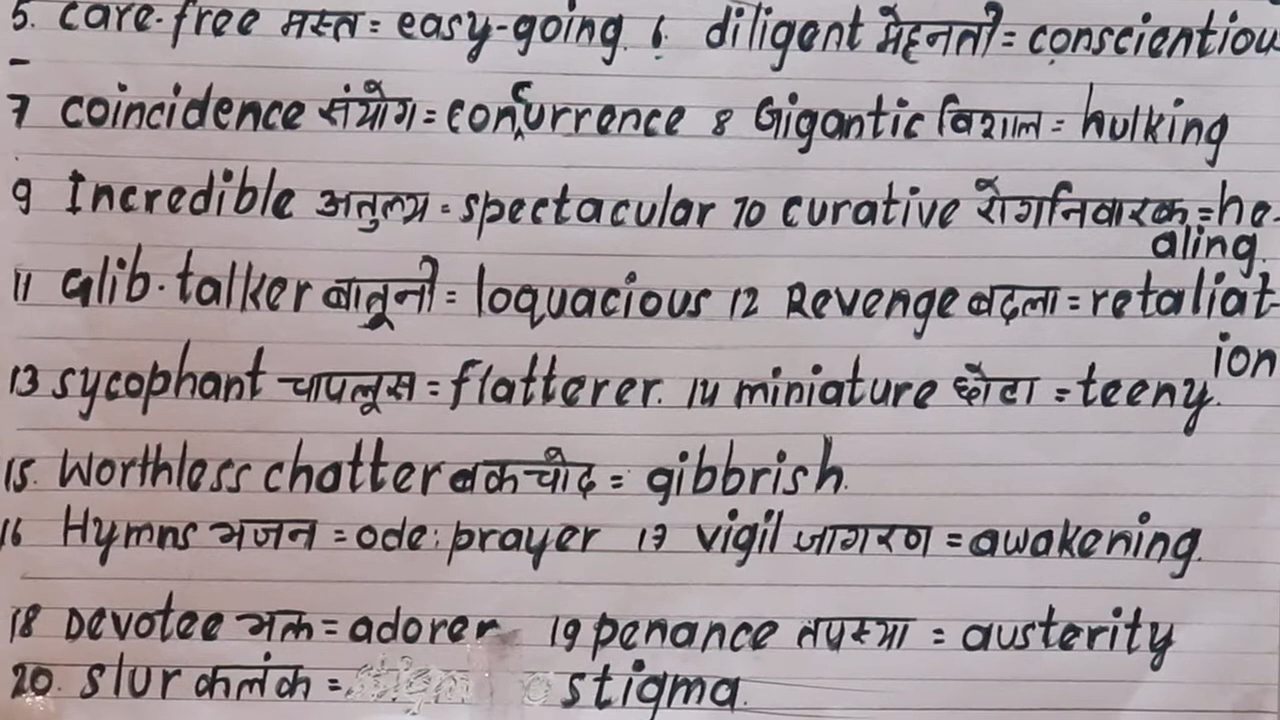 5. care-free मस्त = easy-going. 6. diligent मेहनती = conscientiou
7 coincidence संयोग = concurrence 8 Gigantic विशाल = hulking
9 Incredible अतुल्य = spectacular 10 curative रोगनिवारक = he-
aling.
11 Glib-talker बातूनी = loquacious 12 Revenge बदला = retaliat-
ion
13 sycophant चापलूस = flatterer. 14 miniature छोटा = teeny.
15. Worthless chatter बकचोद = gibbrish.
16 Hymns भजन = ode: prayer 17 vigil जागरण = awakening.
18 Devotee भक्त = adorer 19 penance तपस्या = austerity
20. slur कलंक = stigma.